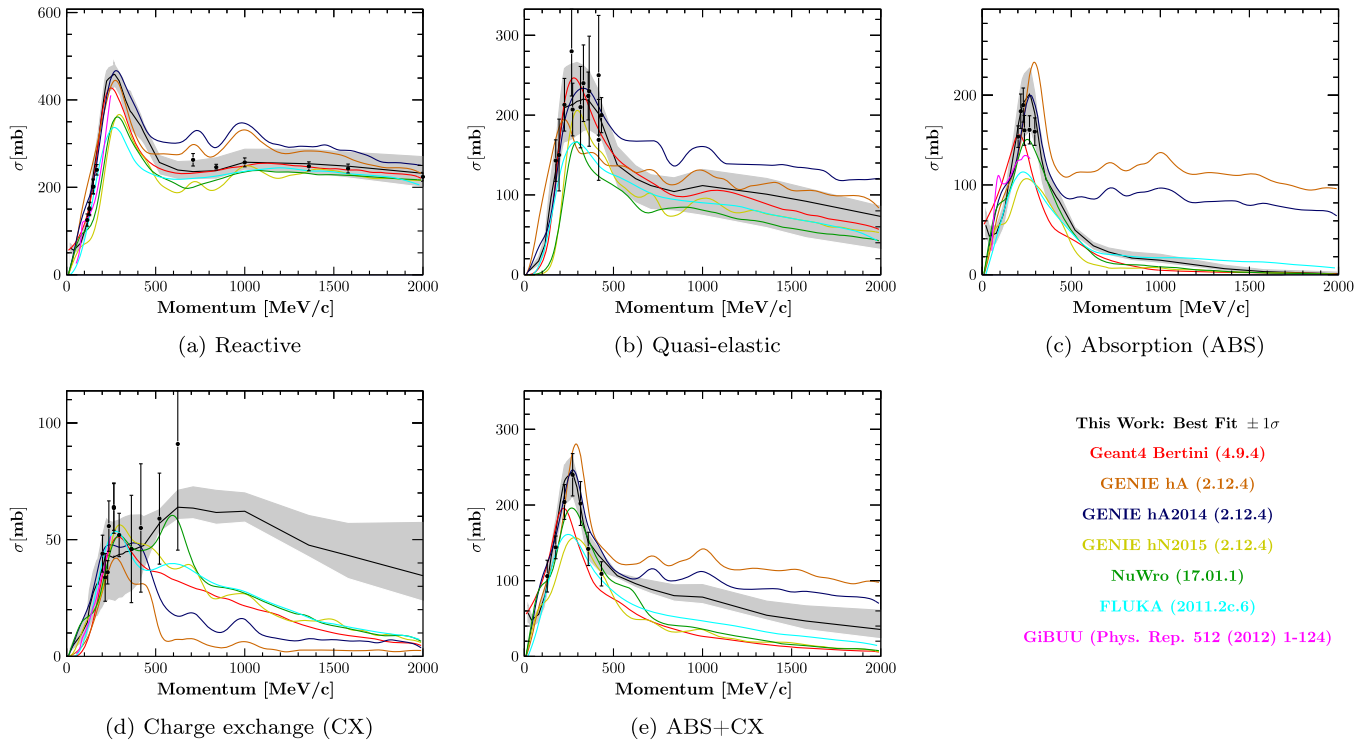 600
400
200
0
σ[mb]
0 500 1000 1500 2000
Momentum [MeV/c]
(a) Reactive
300
200
100
0
σ[mb]
0 500 1000 1500 2000
Momentum [MeV/c]
(b) Quasi-elastic
200
100
0
σ[mb]
0 500 1000 1500 2000
Momentum [MeV/c]
(c) Absorption (ABS)
100
50
0
σ[mb]
0 500 1000 1500 2000
Momentum [MeV/c]
(d) Charge exchange (CX)
300
200
100
0
σ[mb]
0 500 1000 1500 2000
Momentum [MeV/c]
(e) ABS+CX
This Work: Best Fit ± 1σ
Geant4 Bertini (4.9.4)
GENIE hA (2.12.4)
GENIE hA2014 (2.12.4)
GENIE hN2015 (2.12.4)
NuWro (17.01.1)
FLUKA (2011.2c.6)
GiBUU (Phys. Rep. 512 (2012) 1-124)